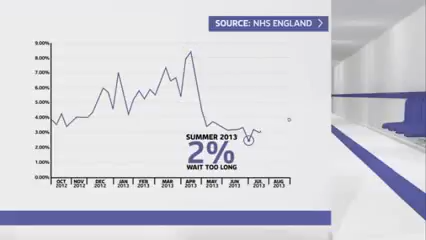 SOURCE: NHS ENGLAND
9.00%
8.00%
7.00%
6.00%
5.00%
4.00%
3.00%
2.00%
1.00%
0.00%
SUMMER 2013
2%
WAIT TOO LONG
OCT 2012
NOV 2012
DEC 2012
JAN 2013
FEB 2013
MAR 2013
APR 2013
MAY 2013
JUN 2013
JUL 2013
AUG 2013